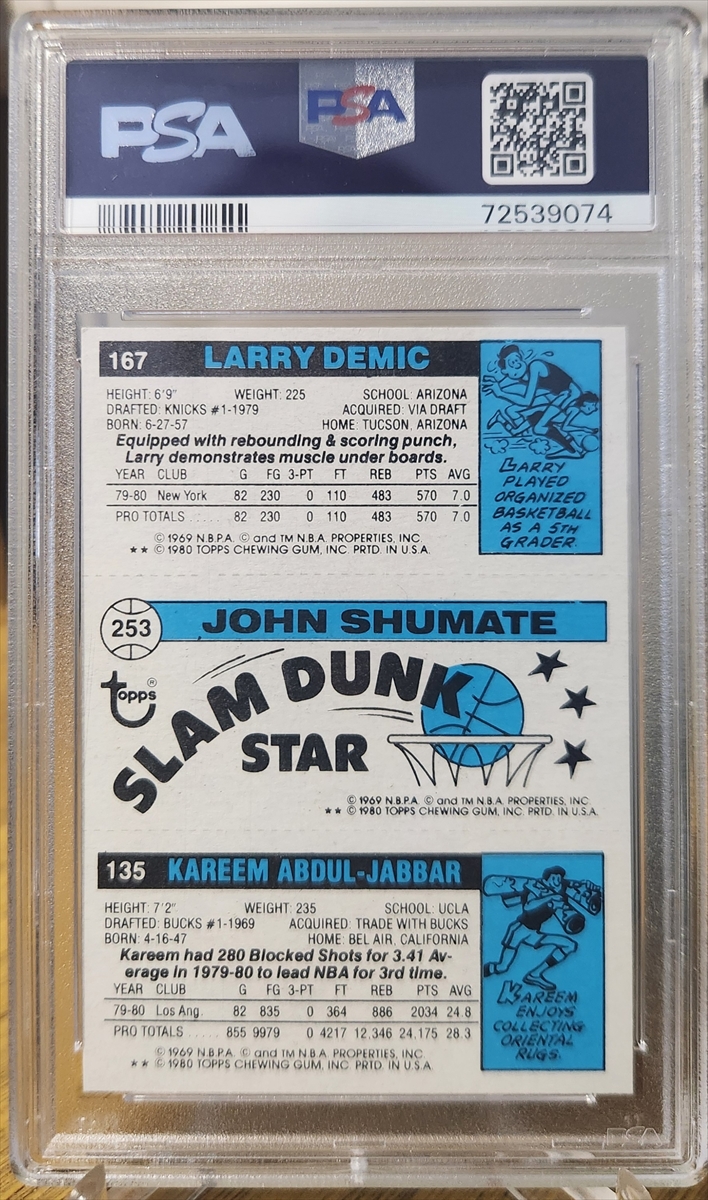 PSA
PSA
72539074
167 LARRY DEMIC
HEIGHT: 6'9" WEIGHT: 225 SCHOOL: ARIZONA
DRAFTED: KNICKS #1-1979 ACQUIRED: VIA DRAFT
BORN: 6-27-57 HOME: TUCSON, ARIZONA
Equipped with rebounding & scoring punch,
Larry demonstrates muscle under boards.
YEAR CLUB G FG 3-PT FT REB PTS AVG
79-80 New York 82 230 0 110 483 570 7.0
PRO TOTALS ...... 82 230 0 110 483 570 7.0
© 1969 N.B.P.A. © and TM N.B.A. PROPERTIES, INC.
★★ © 1980 TOPPS CHEWING GUM, INC. PRTD. IN U.S.A.
LARRY
PLAYED
ORGANIZED
BASKETBALL
AS A 5TH
GRADER.
253 JOHN SHUMATE
Topps®
SLAM DUNK
STAR
© 1969 N.B.P.A. © and TM N.B.A. PROPERTIES, INC.
★★ © 1980 TOPPS CHEWING GUM, INC. PRTD. IN U.S.A.
135 KAREEM ABDUL-JABBAR
HEIGHT: 7'2" WEIGHT: 235 SCHOOL: UCLA
DRAFTED: BUCKS #1-1969 ACQUIRED: TRADE WITH BUCKS
BORN: 4-16-47 HOME: BEL AIR, CALIFORNIA
Kareem had 280 Blocked Shots for 3.41 Av-
erage in 1979-80 to lead NBA for 3rd time.
YEAR CLUB G FG 3-PT FT REB PTS AVG
79-80 Los Ang. 82 835 0 364 886 2034 24.8
PRO TOTALS ..... 855 9979 0 4217 12,346 24,175 28.3
© 1969 N.B.P.A. © and TM N.B.A. PROPERTIES, INC.
★★ © 1980 TOPPS CHEWING GUM, INC. PRTD. IN U.S.A.
KAREEM
ENJOYS
COLLECTING
ORIENTAL
RUGS.
PSA